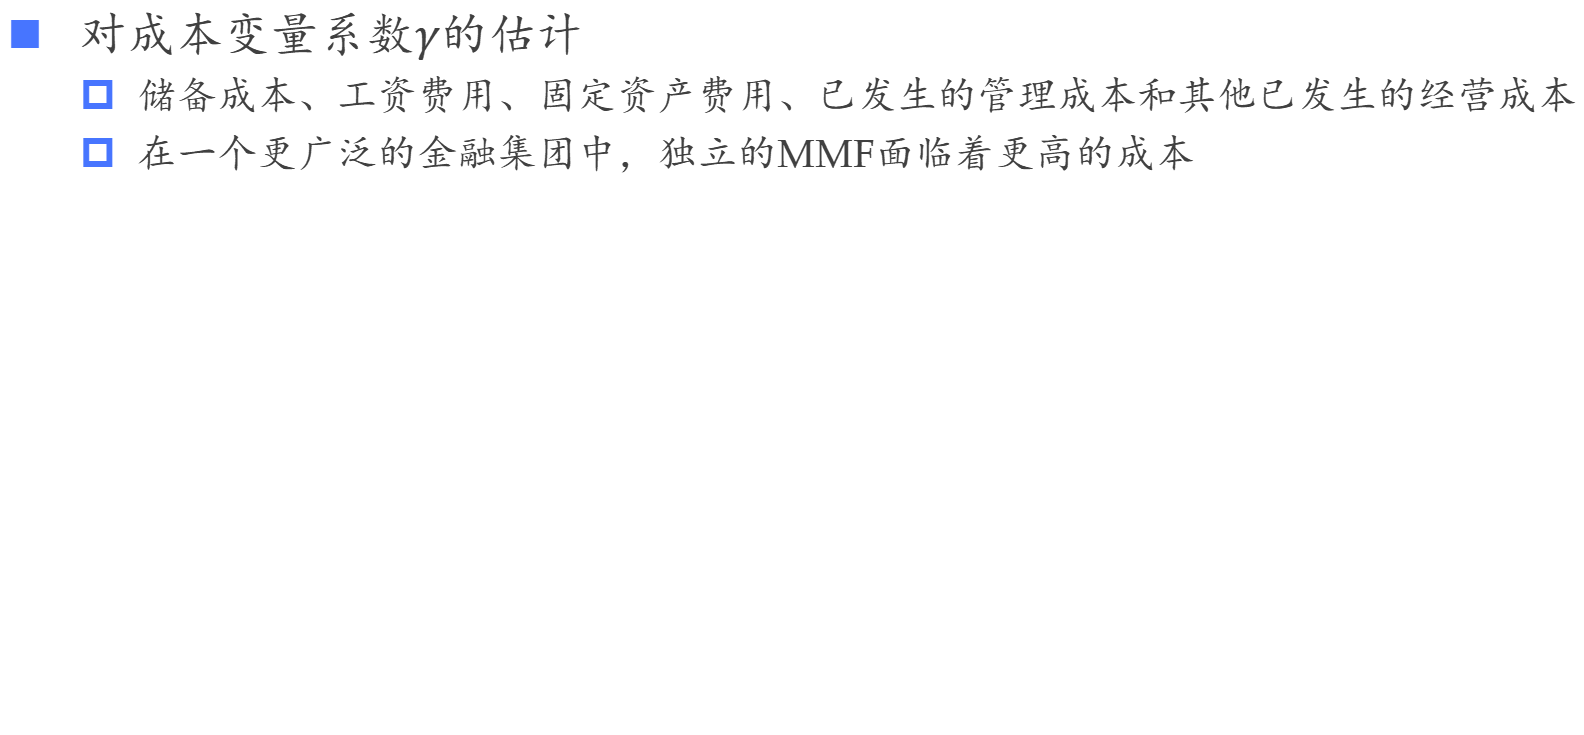 对成本变量系数γ的估计
储备成本、工资费用、固定资产费用、已发生的管理成本和其他已发生的经营成本
在一个更广泛的金融集团中，独立的MMF面临着更高的成本